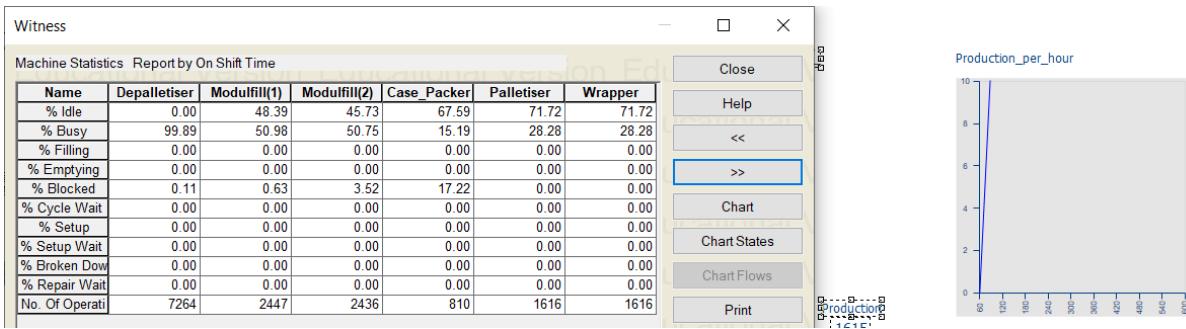 Witness
Machine Statistics Report by On Shift Time
Name Depalletiser Modulfill(1) Modulfill(2) Case_Packer Palletiser Wrapper
% Idle 0.00 48.39 45.73 67.59 71.72 71.72
% Busy 99.89 50.98 50.75 15.19 28.28 28.28
% Filling 0.00 0.00 0.00 0.00 0.00 0.00
% Emptying 0.00 0.00 0.00 0.00 0.00 0.00
% Blocked 0.11 0.63 3.52 17.22 0.00 0.00
% Cycle Wait 0.00 0.00 0.00 0.00 0.00 0.00
% Setup 0.00 0.00 0.00 0.00 0.00 0.00
% Setup Wait 0.00 0.00 0.00 0.00 0.00 0.00
% Broken Dow 0.00 0.00 0.00 0.00 0.00 0.00
% Repair Wait 0.00 0.00 0.00 0.00 0.00 0.00
No. Of Operati 7264 2447 2436 810 1616 1616
Close
Help
<<
>>
Chart
Chart States
Chart Flows
Print
Production
1615
Production_per_hour
10
8
6
4
2
0
60 120 180 240 300 360 420 480 540 600